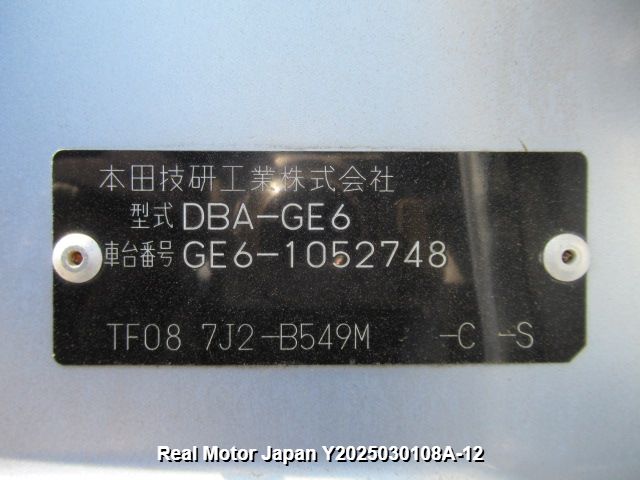 本田技研工業株式会社
型式 DBA-GE6
車台番号 GE6-1052748
TF08 7J2-B549M -C -S
Real Motor Japan Y2025030108A-12